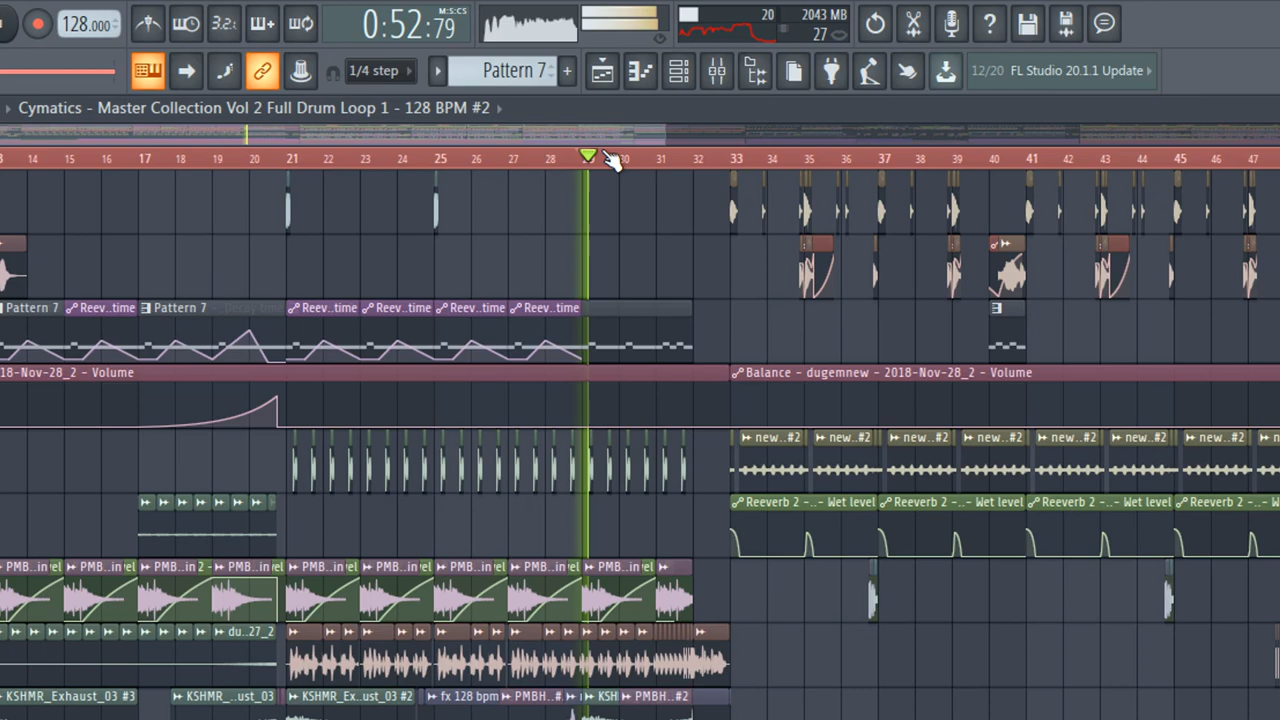 128.000
3.2.
0:52:79
M:S:CS
20
2043 MB
27
1/4 step
Pattern 7
+
12/20 FL Studio 20.1.1 Update
Cymatics - Master Collection Vol 2 Full Drum Loop 1 - 128 BPM #2
14 15 16 17 18 19 20 21 22 23 24 25 26 27 28 30 31 32 33 34 35 36 37 38 39 40 41 42 43 44 45 46 47
Pattern 7 Reev..time Pattern 7 Reev..time Reev..time Reev..time Reev..time
18-Nov-28_2 - Volume
Balance - dugemnew - 2018-Nov-28_2 - Volume
new..#2 new..#2 new..#2 new..#2 new..#2 new..#2 new..#2
Reeverb 2 -..- Wet level Reeverb 2 -..- Wet level Reeverb 2 -..- Wet level Reeverb 2 -..- W
PMB..in PMB..in PMB..in PMB..in PMB..in PMB..in PMB..in PMB..in PMB..in
du..27_2
KSHMR_Exhaust_03 #3 KSHMR_..ust_03 KSHMR_Ex..ust_03 #2 fx 128 bpm PMBH..#. KSH PMBH..#2